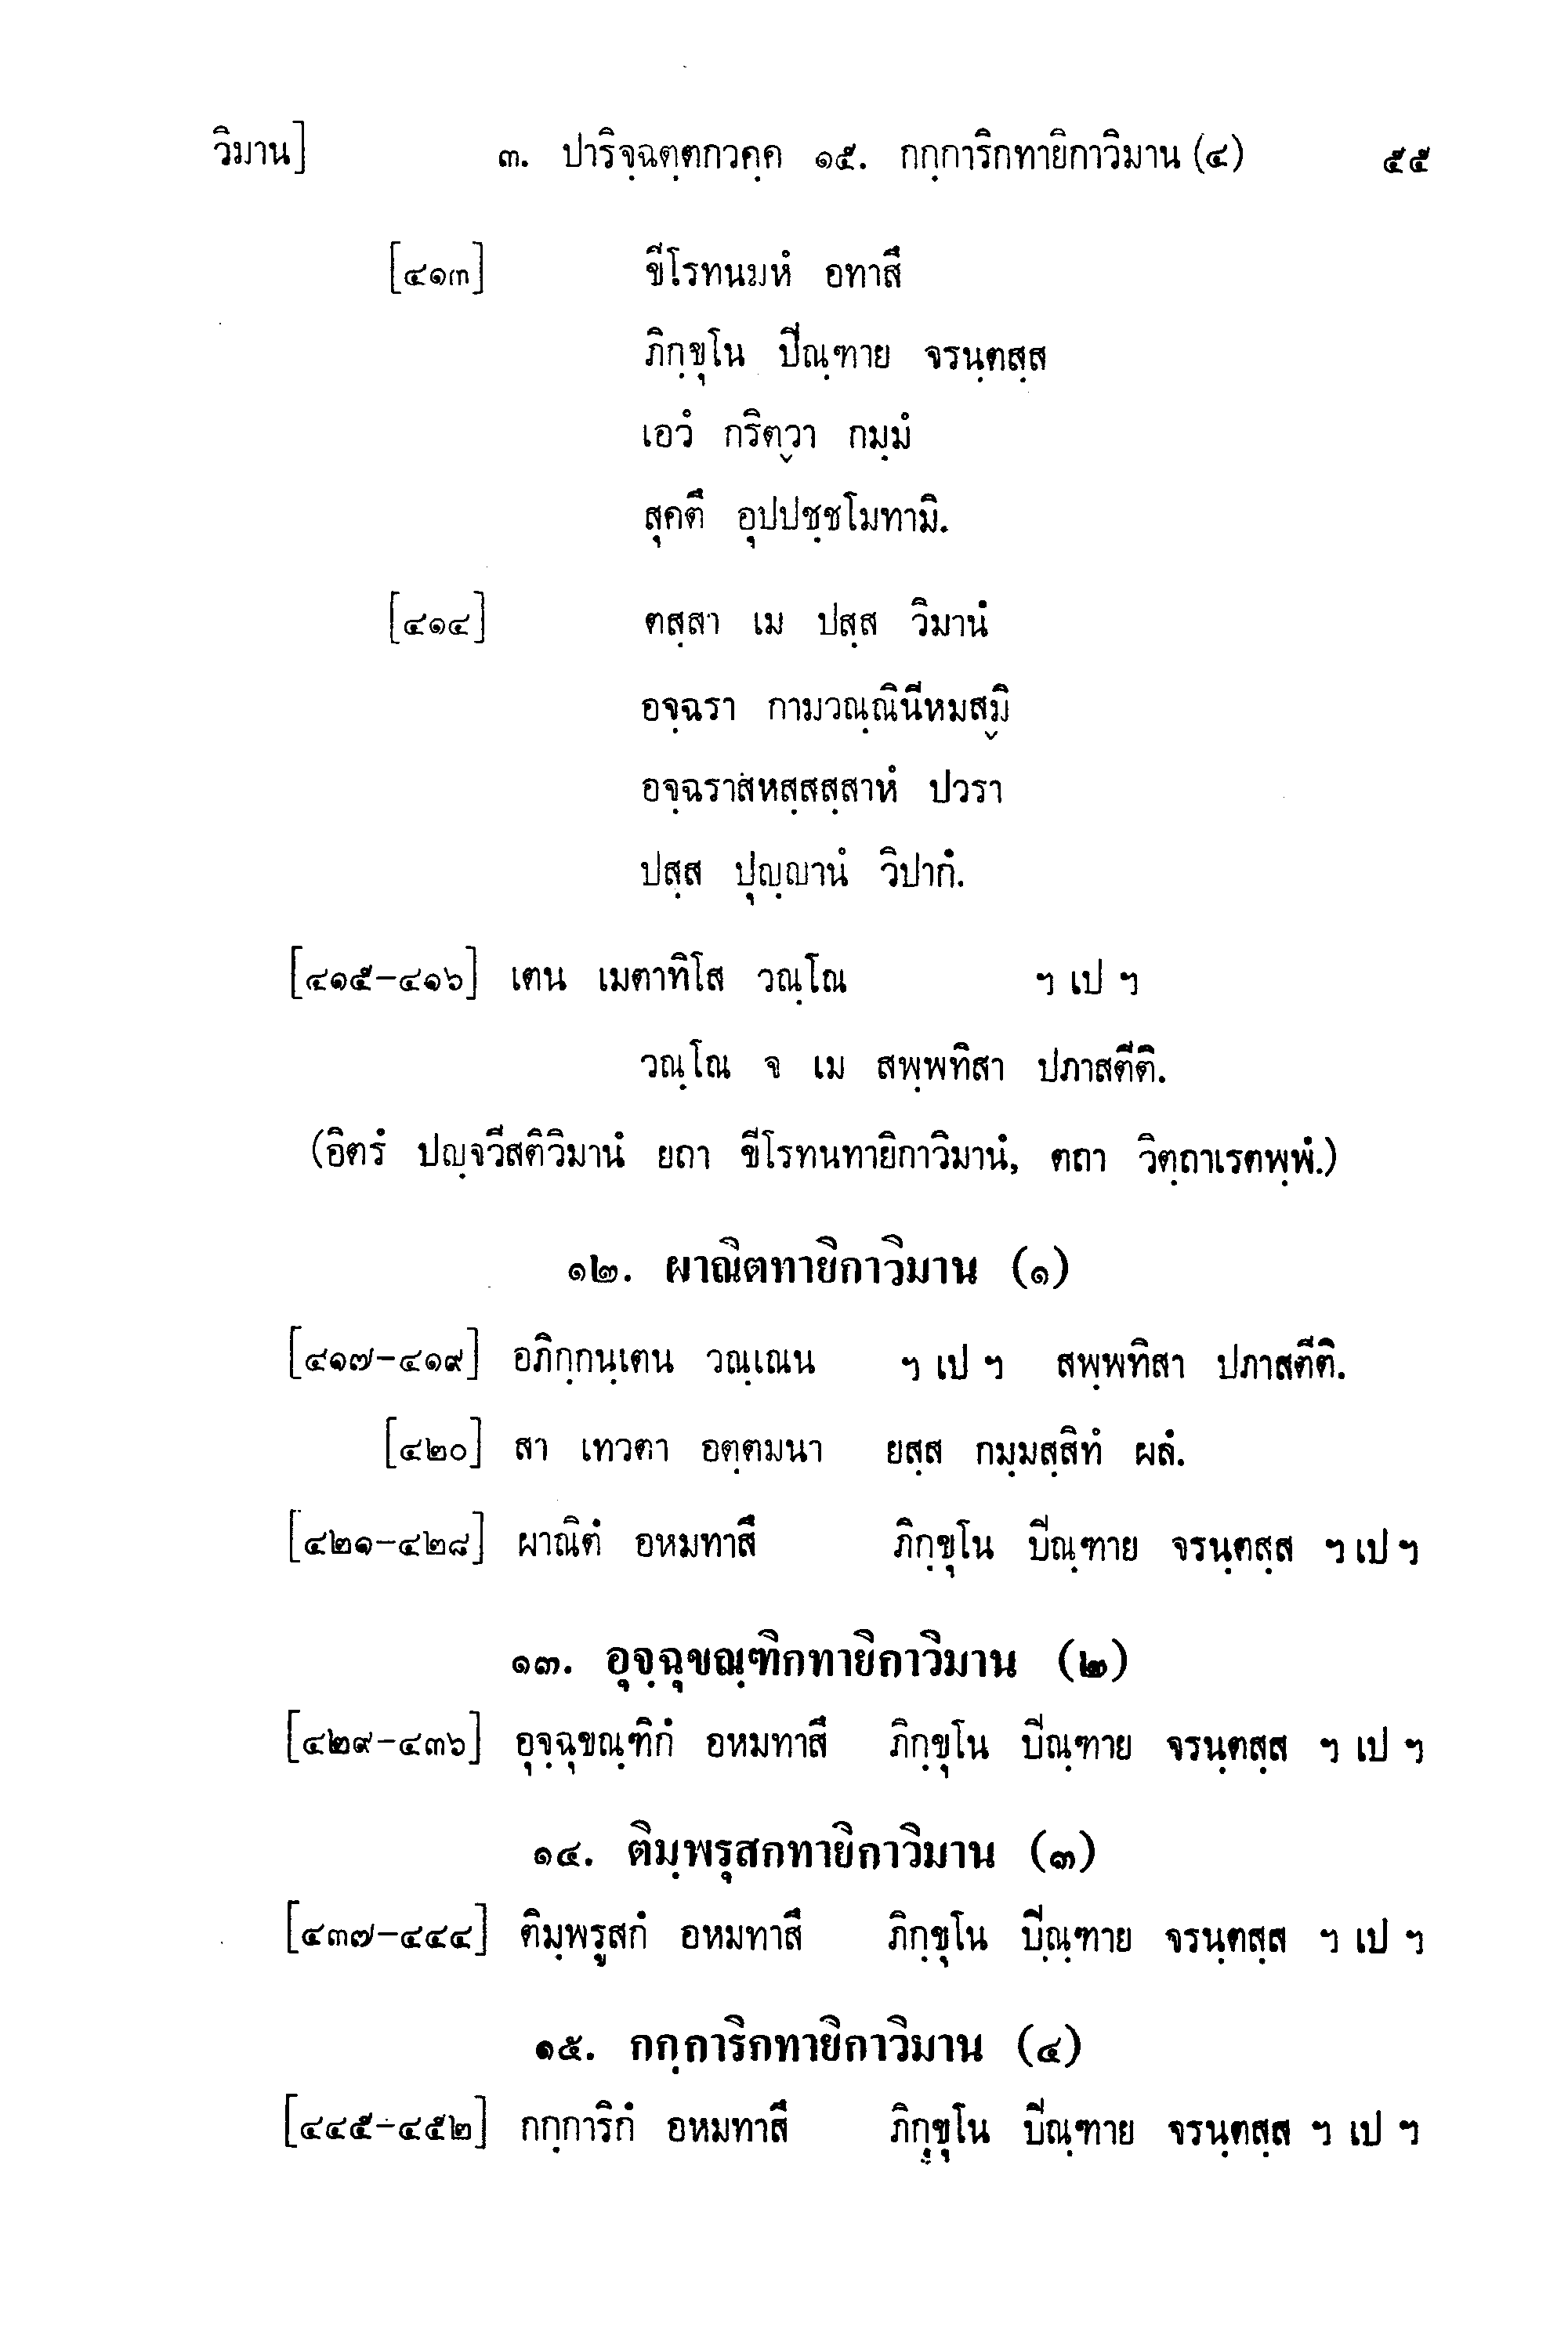 วิมาน] ๓. ปาริจฺฉตฺตกวคฺค ๑๕. กกฺการิกทายิกาวิมาน (๔) ๕๕
[๔๑๓] ขีโรทนมหํ อทาสึ
ภิกฺขุโน ปิณฺฑาย จรนฺตสฺส
เอวํ กริตฺวา กมฺมํ
สุคตึ อุปปชฺชโมทามิ.
[๔๑๔] ตสฺสา เม ปสฺส วิมานํ
อจฺฉรา กามวณฺณินีหมสฺมิ
อจฺฉราสหสฺสสฺสาหํ ปวรา
ปสฺส ปุญฺญานํ วิปากํ.
[๔๑๕-๔๑๖] เตน เมตาทิโส วณฺโณ ฯ เป ฯ
วณฺโณ จ เม สพฺพทิสา ปภาสตีติ.
(อิตรํ ปญฺจวีสติวิมานํ ยถา ขีโรทนทายิกาวิมานํ, ตถา วิตฺถาเรตพฺพํ.)
๑๒. ผาณิตทายิกาวิมาน (๑)
[๔๑๗-๔๑๙] อภิกฺกนฺเตน วณฺเณน ฯ เป ฯ สพฺพทิสา ปภาสตีติ.
[๔๒๐] สา เทวตา อตฺตมนา ยสฺส กมฺมสฺสิทํ ผลํ.
[๔๒๑-๔๒๘] ผาณิตํ อหมทาสึ ภิกฺขุโน ปิณฺฑาย จรนฺตสฺส ฯ เป ฯ
๑๓. อุจฺฉุขณฺฑิกทายิกาวิมาน (๒)
[๔๒๙-๔๓๖] อุจฺฉุขณฺฑิกํ อหมทาสึ ภิกฺขุโน ปิณฺฑาย จรนฺตสฺส ฯ เป ฯ
๑๔. ติมฺพรุสกทายิกาวิมาน (๓)
[๔๓๗-๔๔๔] ติมฺพรูสกํ อหมทาสึ ภิกฺขุโน ปิณฺฑาย จรนฺตสฺส ฯ เป ฯ
๑๕. กกฺการิกทายิกาวิมาน (๔)
[๔๔๕-๔๕๒] กกฺการิกํ อหมทาสึ ภิกฺขุโน ปิณฺฑาย จรนฺตสฺส ฯ เป ฯ